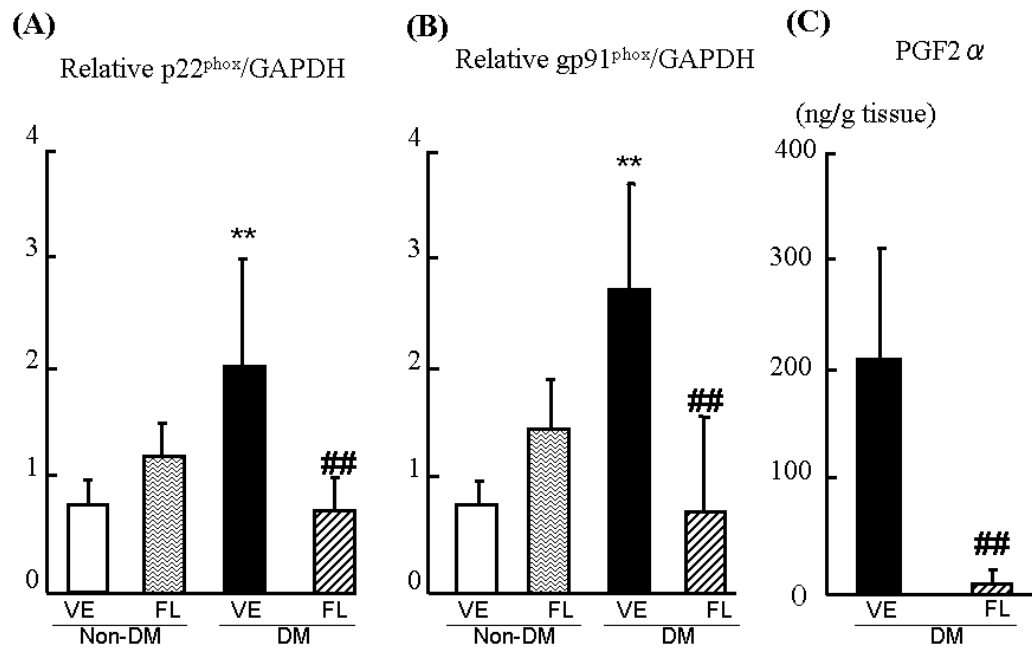 (A)
Relative p22phox/GAPDH
4
3
2
1
0
**
##
VE FL VE FL
Non-DM DM
(B)
Relative gp91phox/GAPDH
4
3
2
1
0
**
##
VE FL VE FL
Non-DM DM
(C)
PGF2 α
(ng/g tissue)
400
300
200
100
0
##
VE FL
DM